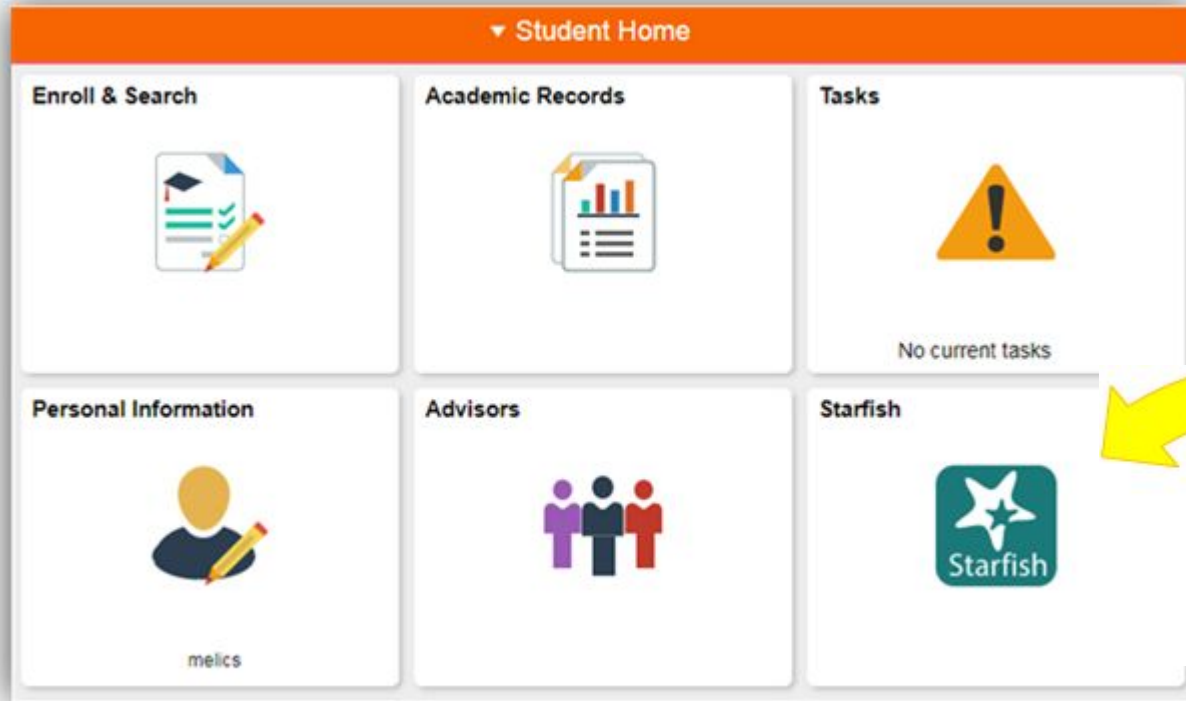 Student Home
Enroll & Search
Academic Records
Tasks
No current tasks
Personal Information
Advisors
Starfish
Starfish
melics